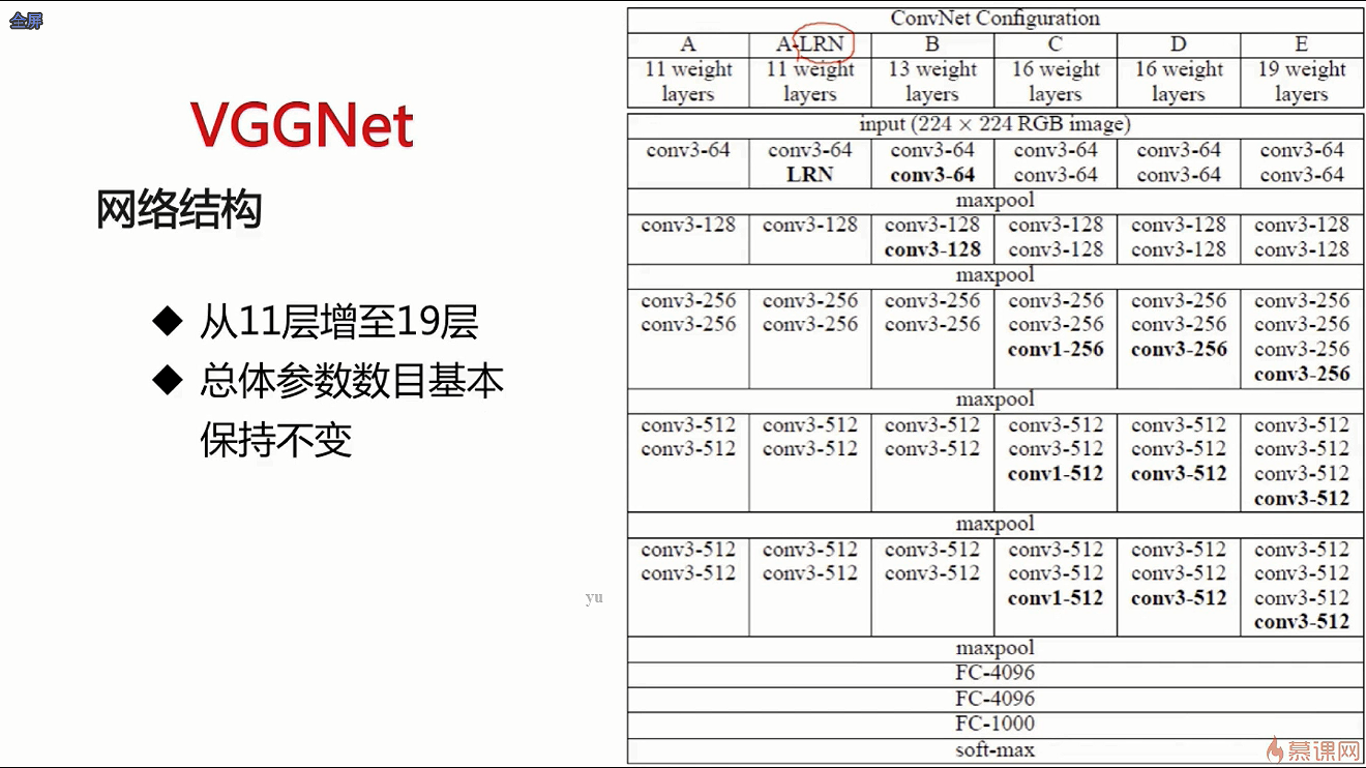 全屏
VGGNet
网络结构
◆ 从11层增至19层
◆ 总体参数数目基本
保持不变
yu
ConvNet Configuration
A A-LRN B C D E
11 weight layers 11 weight layers 13 weight layers 16 weight layers 16 weight layers 19 weight layers
input (224 × 224 RGB image)
conv3-64 conv3-64 conv3-64 conv3-64 conv3-64 conv3-64
LRN conv3-64 conv3-64 conv3-64 conv3-64
maxpool
conv3-128 conv3-128 conv3-128 conv3-128 conv3-128 conv3-128
conv3-128 conv3-128 conv3-128 conv3-128
maxpool
conv3-256 conv3-256 conv3-256 conv3-256 conv3-256 conv3-256
conv3-256 conv3-256 conv3-256 conv3-256 conv3-256 conv3-256
conv1-256 conv3-256 conv3-256
conv3-256
maxpool
conv3-512 conv3-512 conv3-512 conv3-512 conv3-512 conv3-512
conv3-512 conv3-512 conv3-512 conv3-512 conv3-512 conv3-512
conv1-512 conv3-512 conv3-512
conv3-512
maxpool
conv3-512 conv3-512 conv3-512 conv3-512 conv3-512 conv3-512
conv3-512 conv3-512 conv3-512 conv3-512 conv3-512 conv3-512
conv1-512 conv3-512 conv3-512
conv3-512
maxpool
FC-4096
FC-4096
FC-1000
soft-max
慕课网